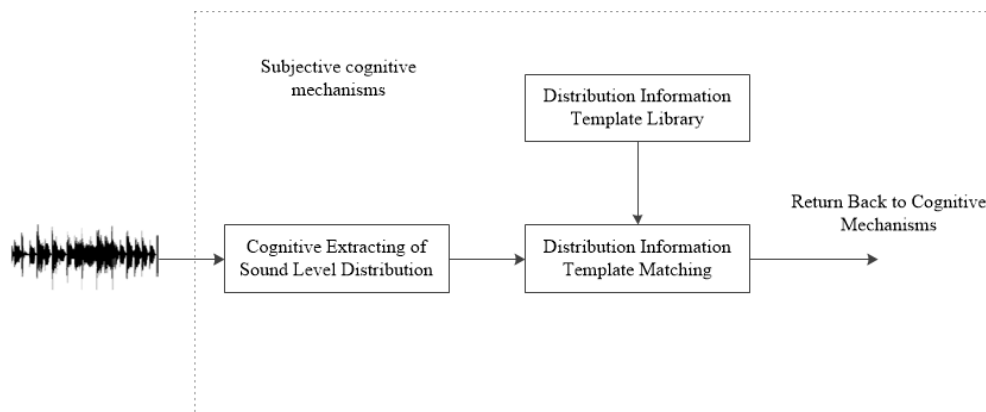 Subjective cognitive
mechanisms
Distribution Information
Template Library
Return Back to Cognitive
Mechanisms
Cognitive Extracting of
Sound Level Distribution
Distribution Information
Template Matching